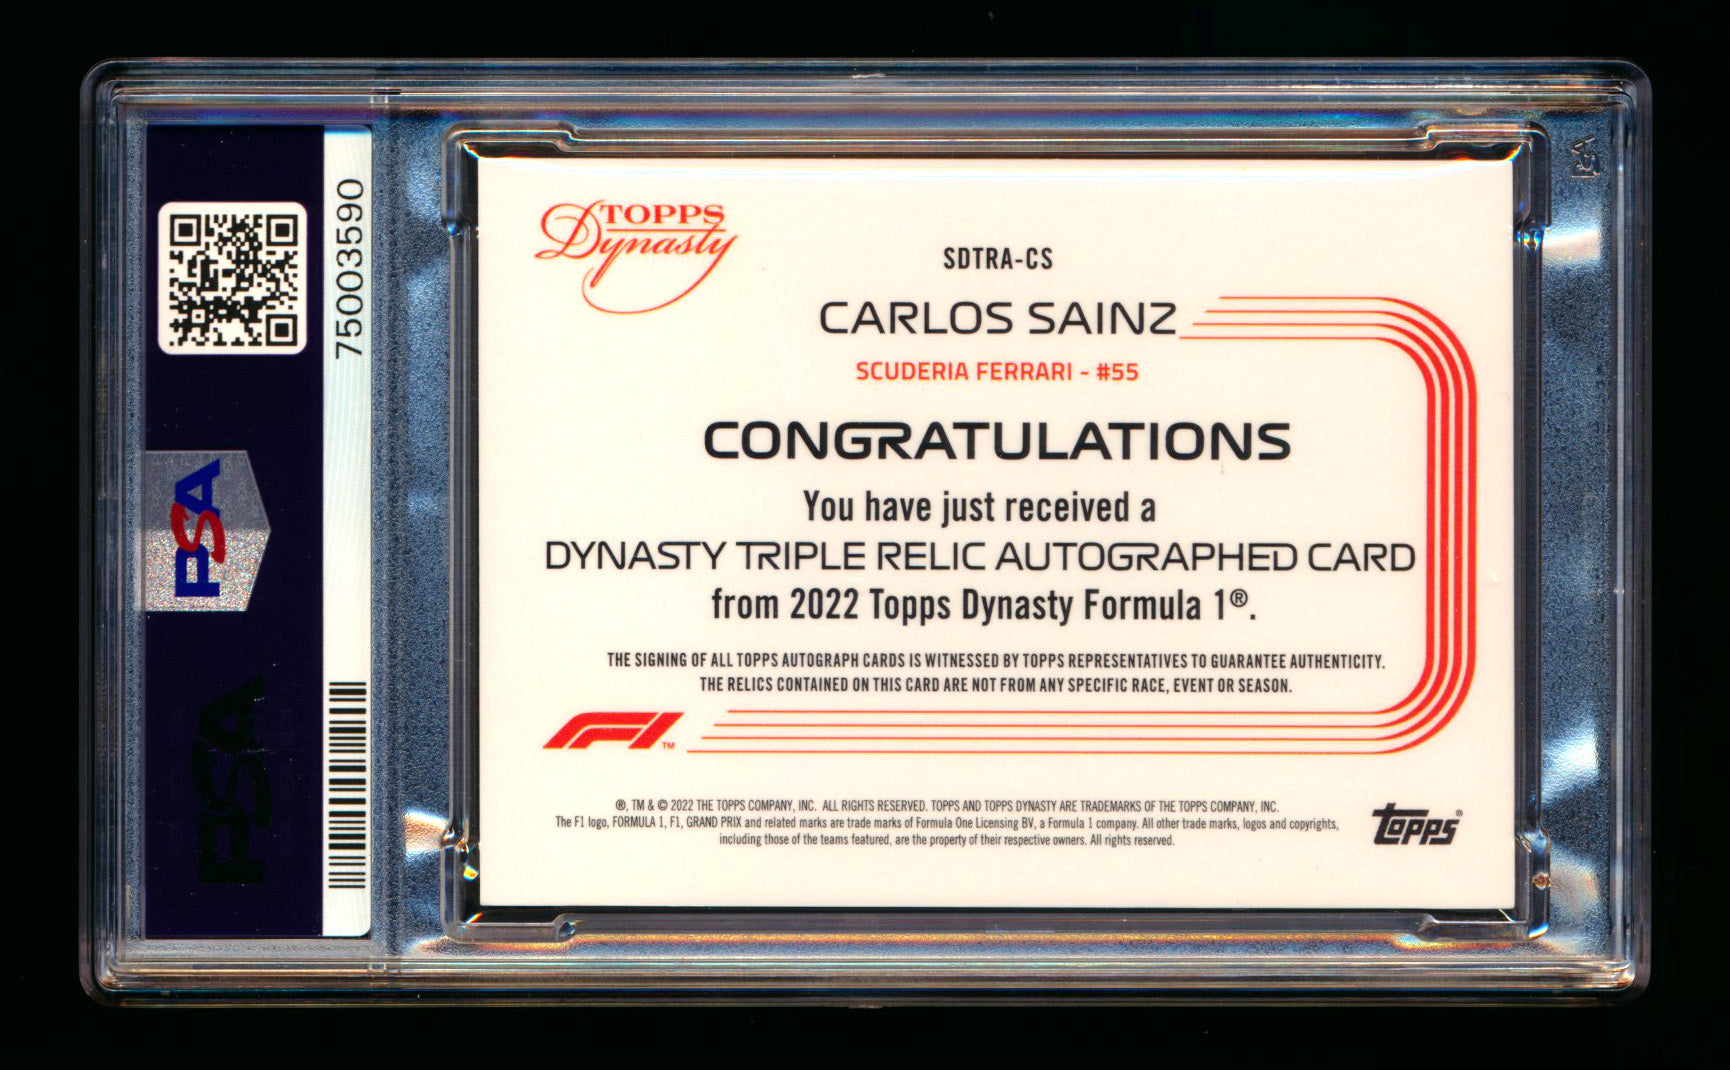 75003590
PSA
PSA
TOPPS
Dynasty
SDTRA-CS
CARLOS SAINZ
SCUDERIA FERRARI - #55
CONGRATULATIONS
You have just received a
DYNASTY TRIPLE RELIC AUTOGRAPHED CARD
from 2022 Topps Dynasty Formula 1®.
THE SIGNING OF ALL TOPPS AUTOGRAPH CARDS IS WITNESSED BY TOPPS REPRESENTATIVES TO GUARANTEE AUTHENTICITY.
THE RELICS CONTAINED ON THIS CARD ARE NOT FROM ANY SPECIFIC RACE, EVENT OR SEASON.
F1™
®, TM & © 2022 THE TOPPS COMPANY, INC. ALL RIGHTS RESERVED. TOPPS AND TOPPS DYNASTY ARE TRADEMARKS OF THE TOPPS COMPANY, INC.
The F1 logo, FORMULA 1, F1, GRAND PRIX and related marks are trade marks of Formula One Licensing BV, a Formula 1 company. All other trade marks, logos and copyrights,
including those of the teams featured, are the property of their respective owners. All rights reserved.
topps®
PSA